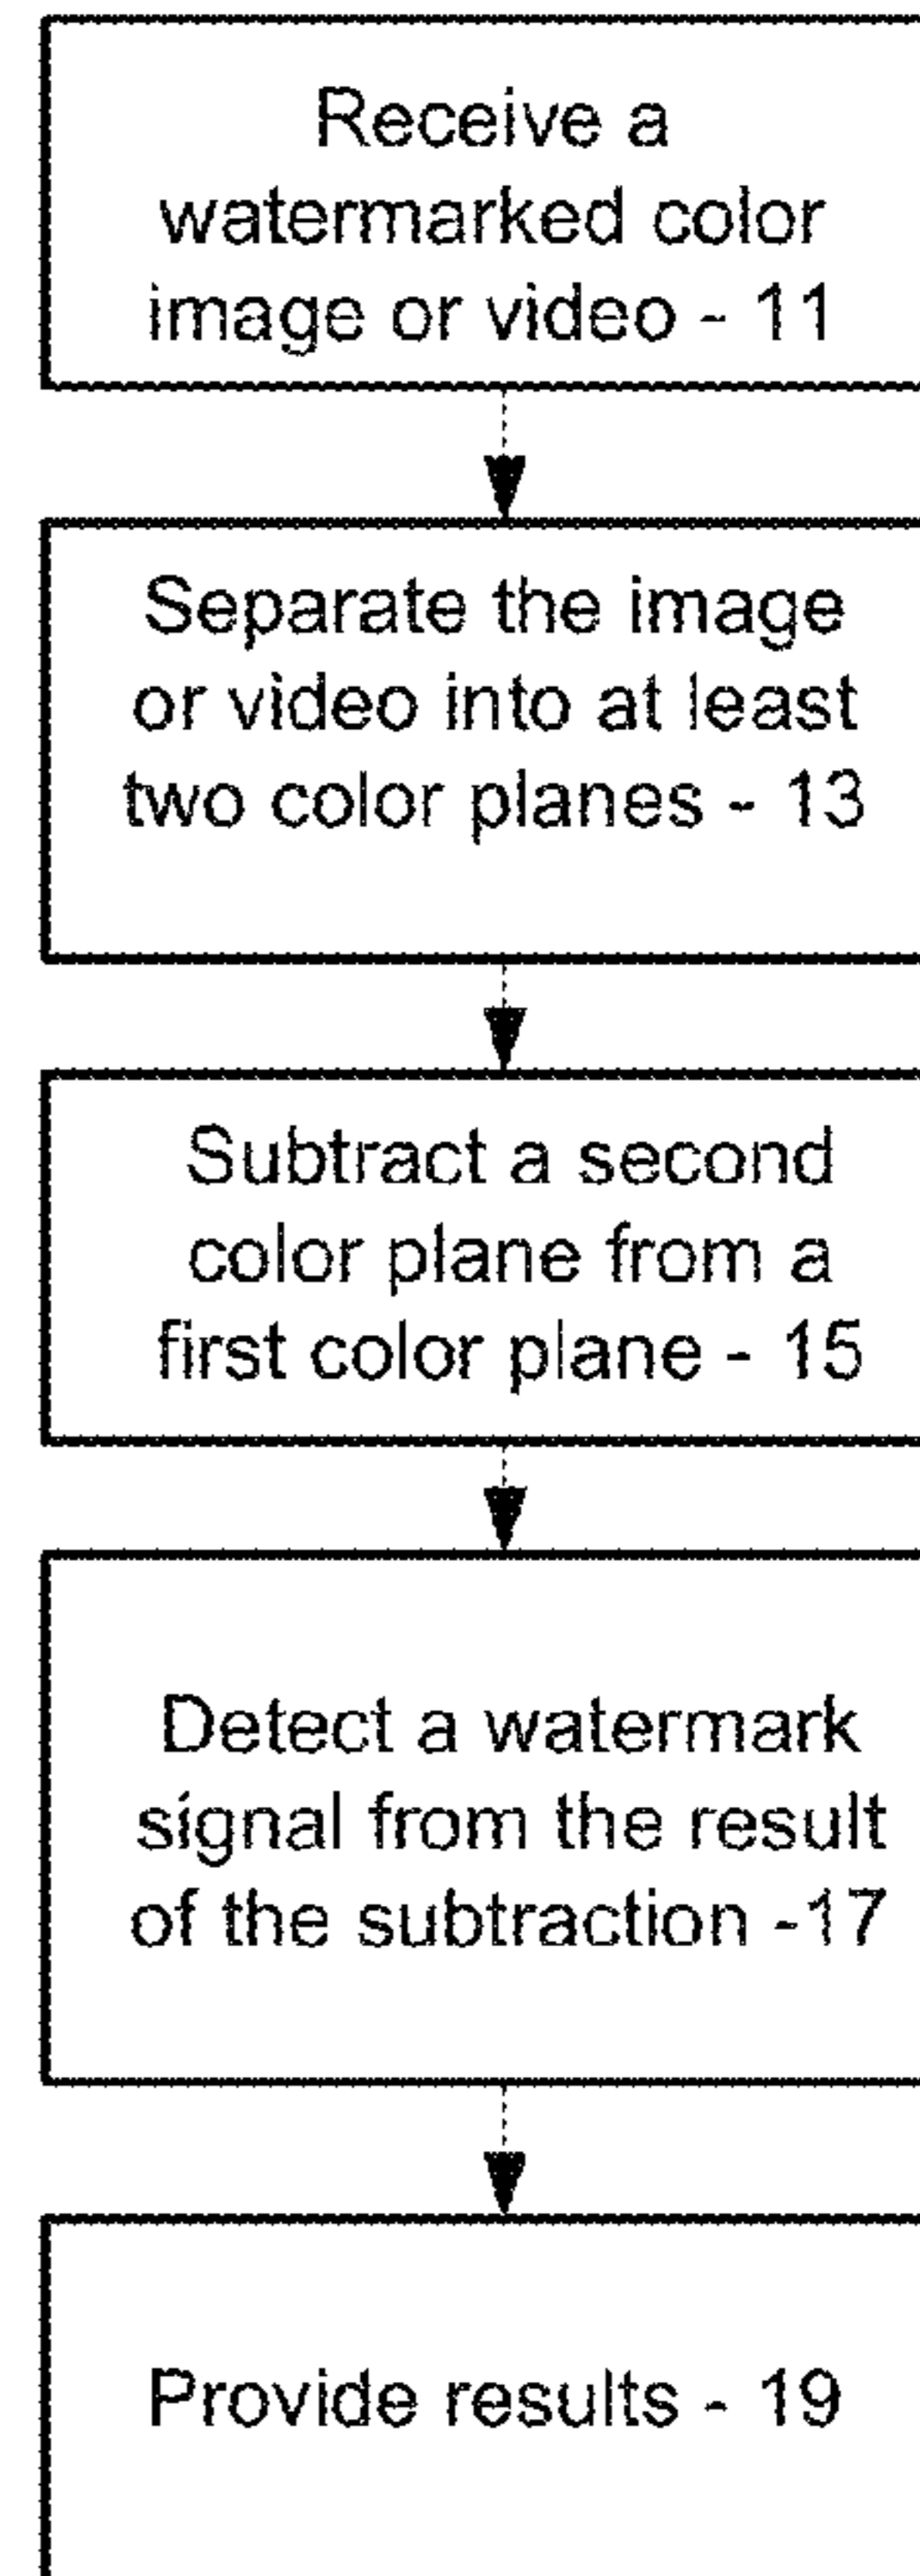 Receive a
watermarked color
image or video - 11
Separate the image
or video into at least
two color planes - 13
Subtract a second
color plane from a
first color plane - 15
Detect a watermark
signal from the result
of the subtraction -17
Provide results - 19